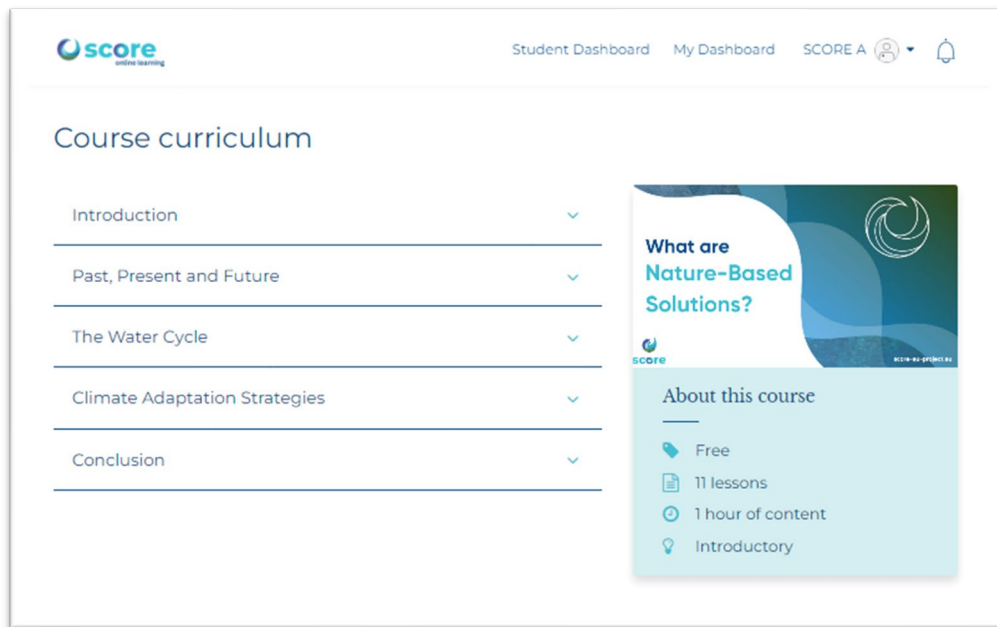 score
online learning
Student Dashboard
My Dashboard
SCORE A
Course curriculum
Introduction
Past, Present and Future
The Water Cycle
Climate Adaptation Strategies
Conclusion
What are
Nature-Based
Solutions?
score
score-eu-project.eu
About this course
Free
11 lessons
1 hour of content
Introductory